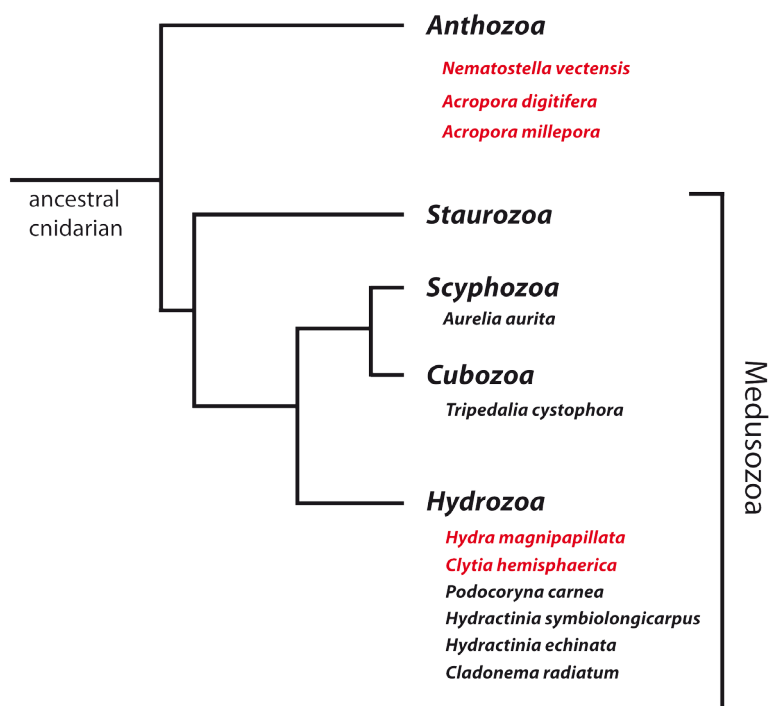 Anthozoa
Nematostella vectensis
Acropora digitifera
Acropora millepora
ancestral
cnidarian
Staurozoa
Scyphozoa
Aurelia aurita
Cubozoa
Tripedalia cystophora
Medusozoa
Hydrozoa
Hydra magnipapillata
Clytia hemisphaerica
Podocoryna carnea
Hydractinia symbiolongicarpus
Hydractinia echinata
Cladonema radiatum